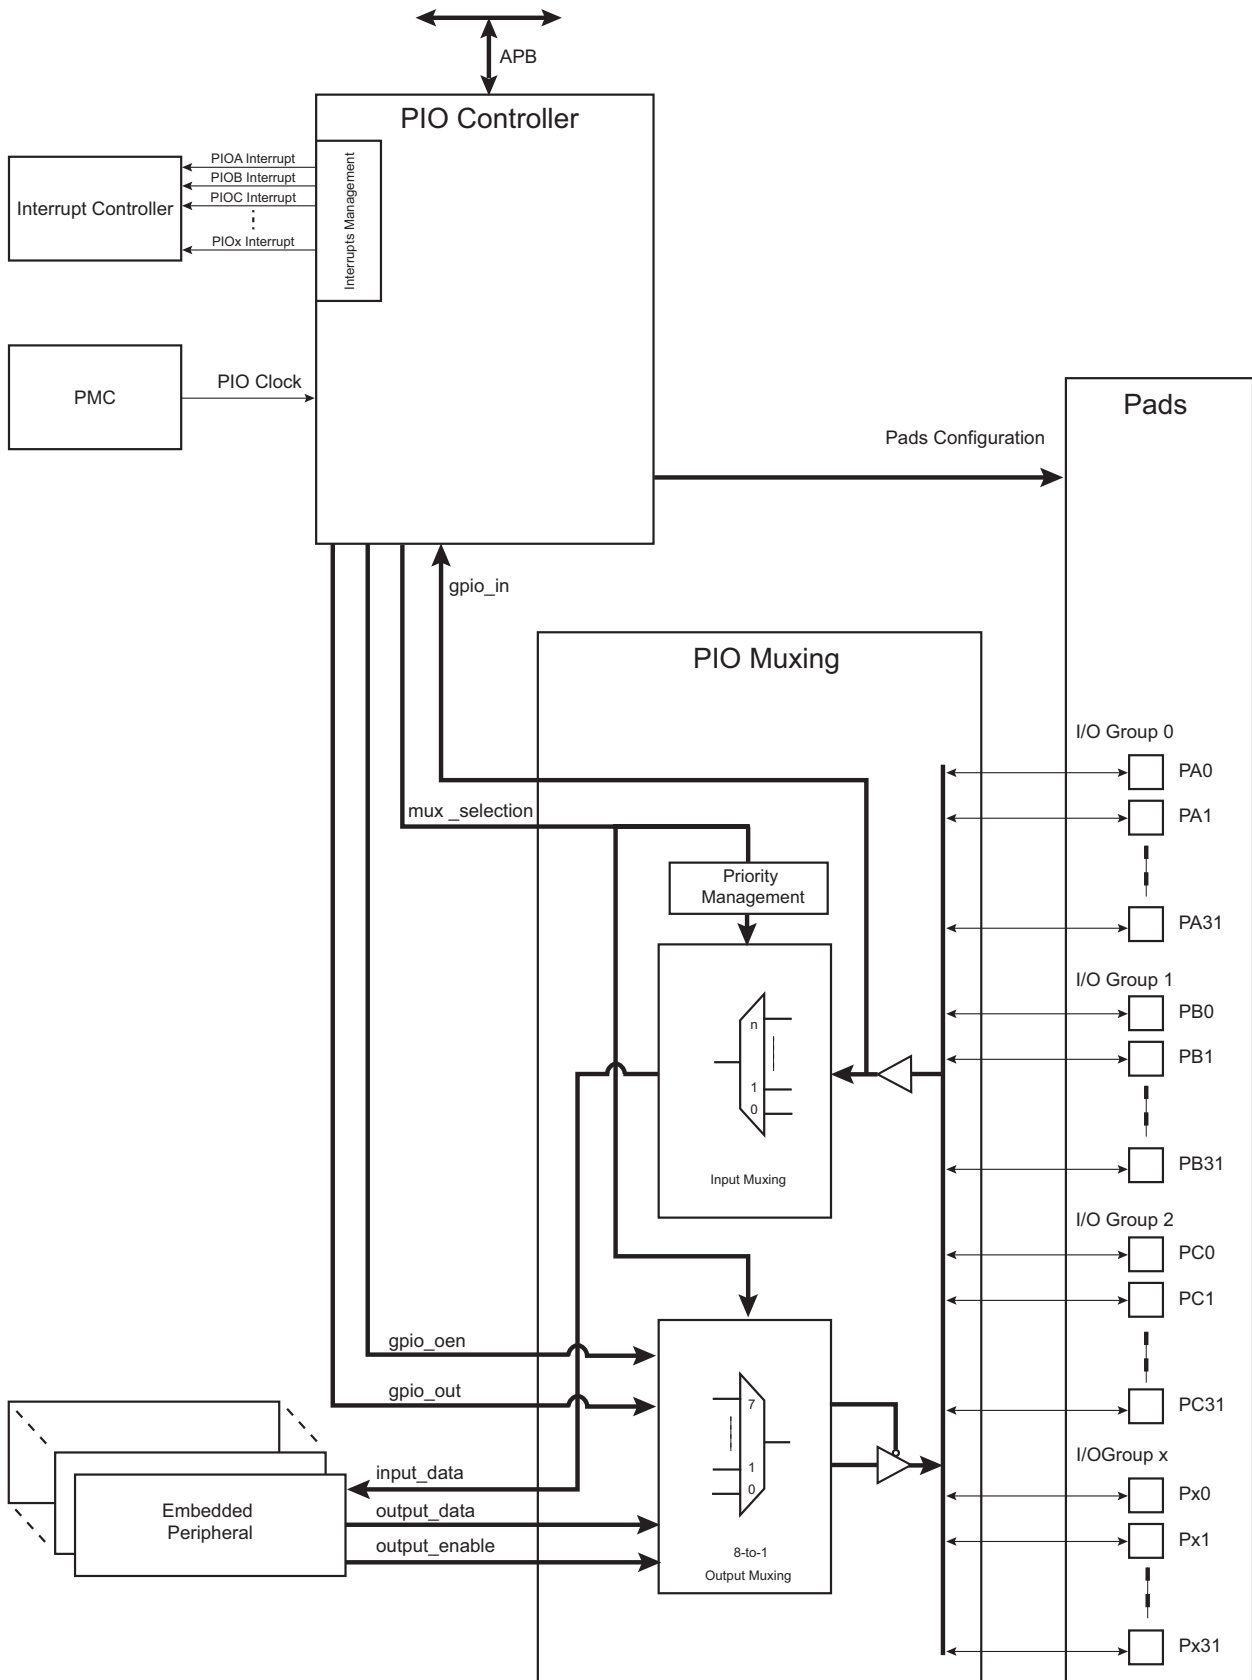 APB
PIO Controller
Interrupts Management
PIOA Interrupt
PIOB Interrupt
PIOC Interrupt
PIOx Interrupt
Interrupt Controller
PMC
PIO Clock
Pads
Pads Configuration
gpio_in
PIO Muxing
mux _selection
Priority
Management
n
1
0
Input Muxing
gpio_oen
gpio_out
7
1
0
8-to-1
Output Muxing
input_data
output_data
output_enable
Embedded
Peripheral
I/O Group 0
PA0
PA1
PA31
I/O Group 1
PB0
PB1
PB31
I/O Group 2
PC0
PC1
PC31
I/OGroup x
Px0
Px1
Px31